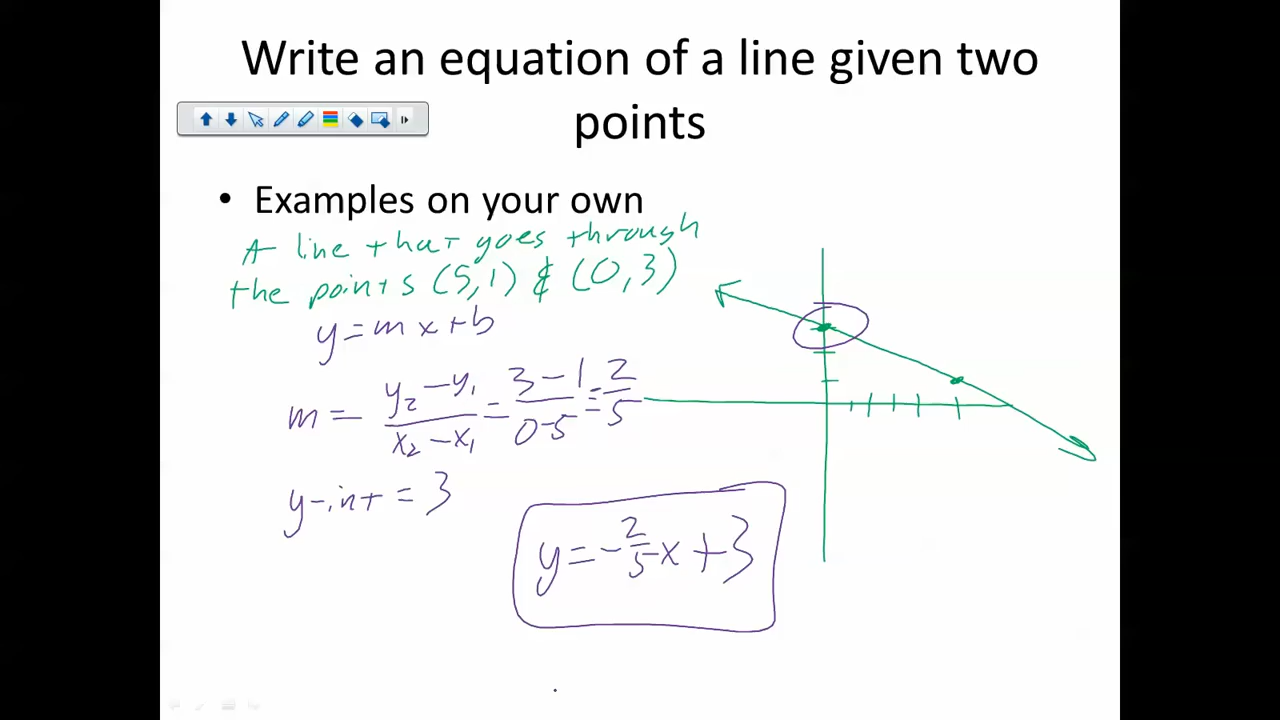 Write an equation of a line given two
points
• Examples on your own
A line that goes through
the points (5,1) & (0,3)
y=mx+b
m = y₂-y₁/x₂-x₁ = 3-1/0-5 = 2/5
y-int = 3
y=-2/5x+3